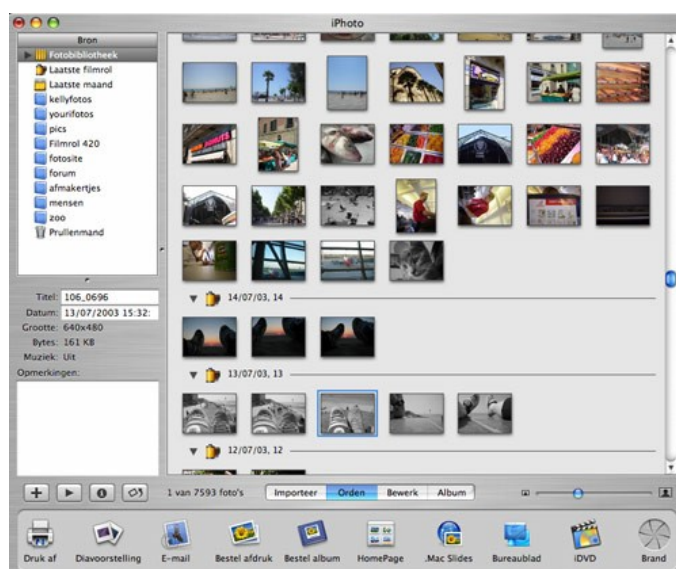 iPhoto
Bron
Fotobibliotheek
Laatste filmrol
Laatste maand
kellyfotos
yourifotos
pics
Filmrol 420
fotosite
forum
afmakertjes
mensen
zoo
Prullenmand
Titel: 106_0696
Datum: 13/07/2003 15:32:
Grootte: 640x480
Bytes: 161 KB
Muziek: Uit
Opmerkingen:
14/07/03, 14
13/07/03, 13
12/07/03, 12
1 van 7593 foto's
Importeer Orden Bewerk Album
Druk af Diavoorstelling E-mail Bestel afdruk Bestel album HomePage .Mac Slides Bureaublad iDVD Brand